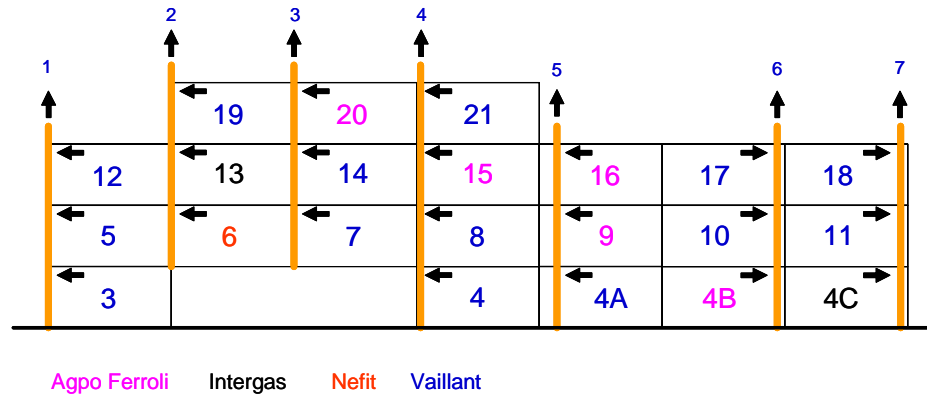 2 3 4
1 5 6 7
19 20 21
12 13 14 15 16 17 18
5 6 7 8 9 10 11
3 4 4A 4B 4C
Agpo Ferroli Intergas Nefit Vaillant